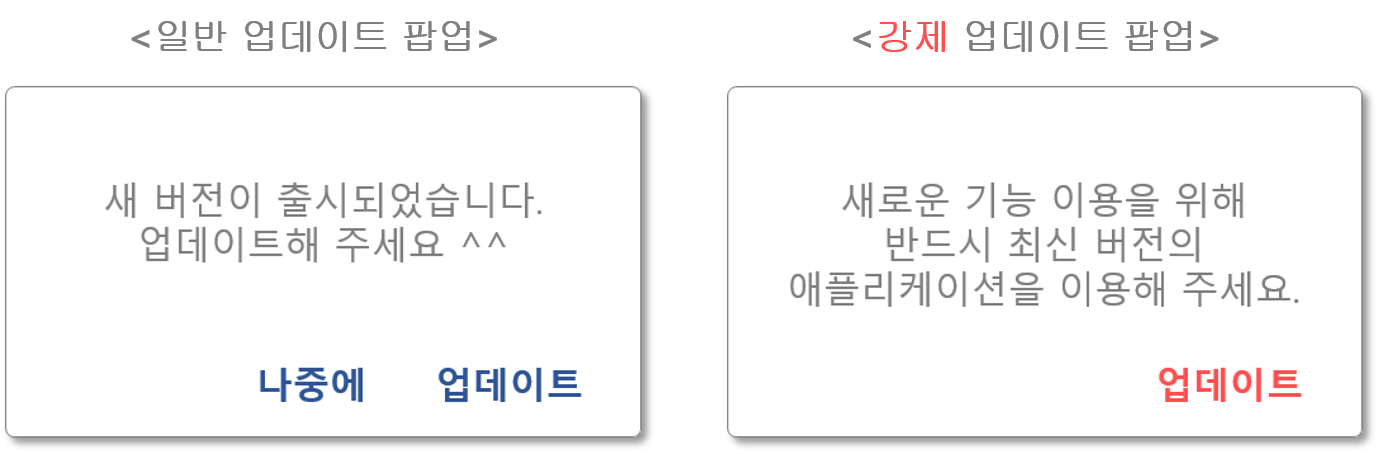 <일반 업데이트 팝업>
새 버전이 출시되었습니다.
업데이트해 주세요 ^^
나중에
업데이트
<강제 업데이트 팝업>
새로운 기능 이용을 위해
반드시 최신 버전의
애플리케이션을 이용해 주세요.
업데이트